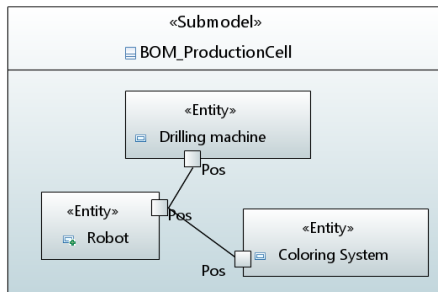 «Submodel»
BOM_ProductionCell
«Entity»
Drilling machine
Pos
«Entity»
Robot
Pos
«Entity»
Coloring System
Pos